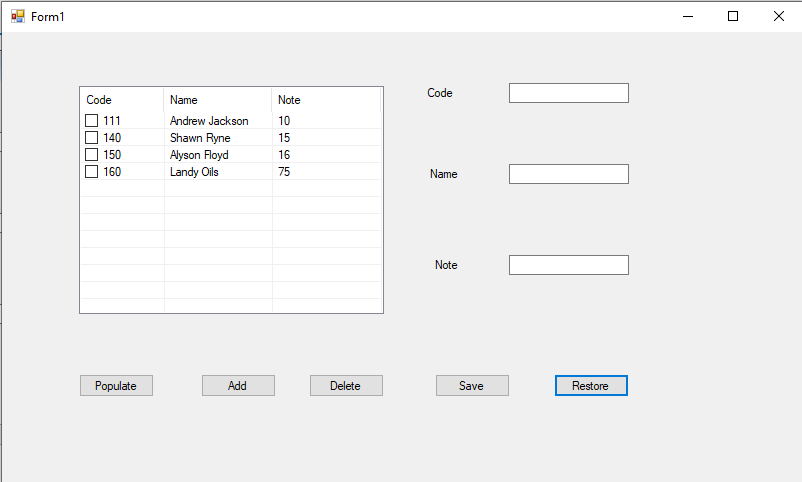 Form1
Code Name Note
111 Andrew Jackson 10
140 Shawn Ryne 15
150 Alyson Floyd 16
160 Landy Oils 75
Code
Name
Note
Populate Add Delete Save Restore